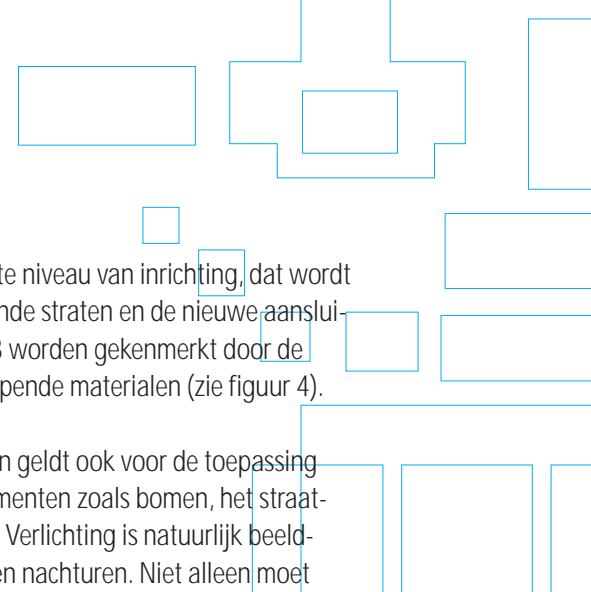 te niveau van inrichting, dat wordt
nde straten en de nieuwe aanslui-
3 worden gekenmerkt door de
pende materialen (zie figuur 4).
n geldt ook voor de toepassing
menten zoals bomen, het straat-
Verlichting is natuurlijk beeld-
en nachturen. Niet alleen moet